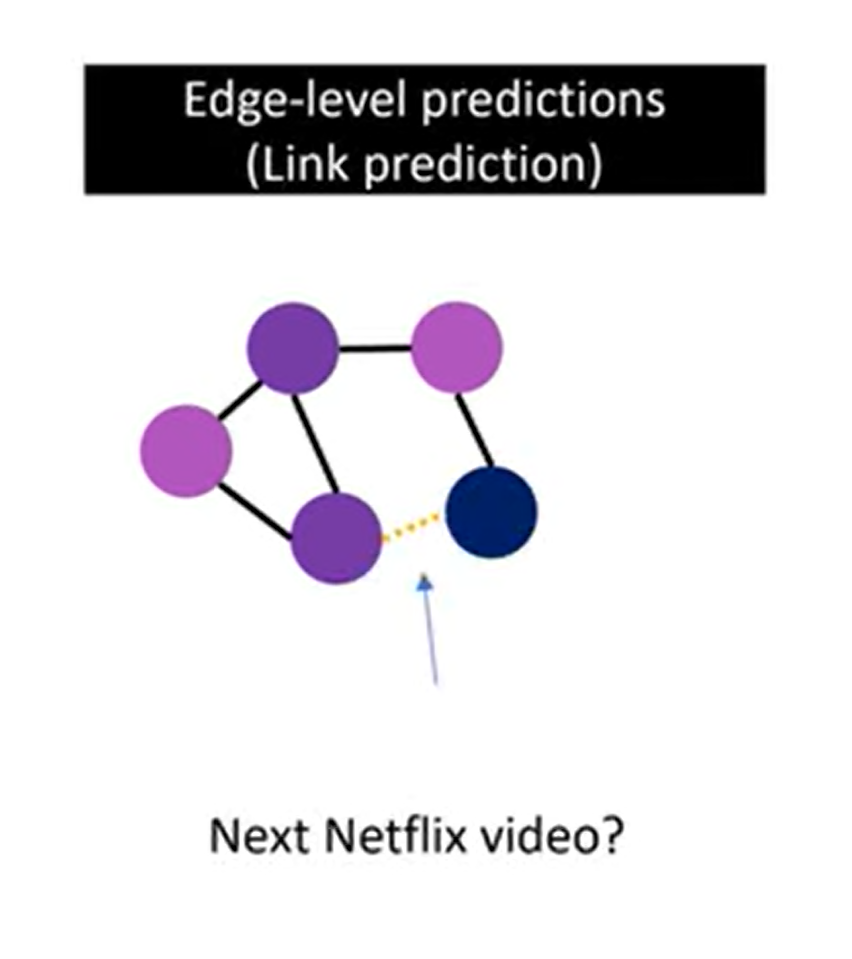 Edge-level predictions
(Link prediction)
Next Netflix video?